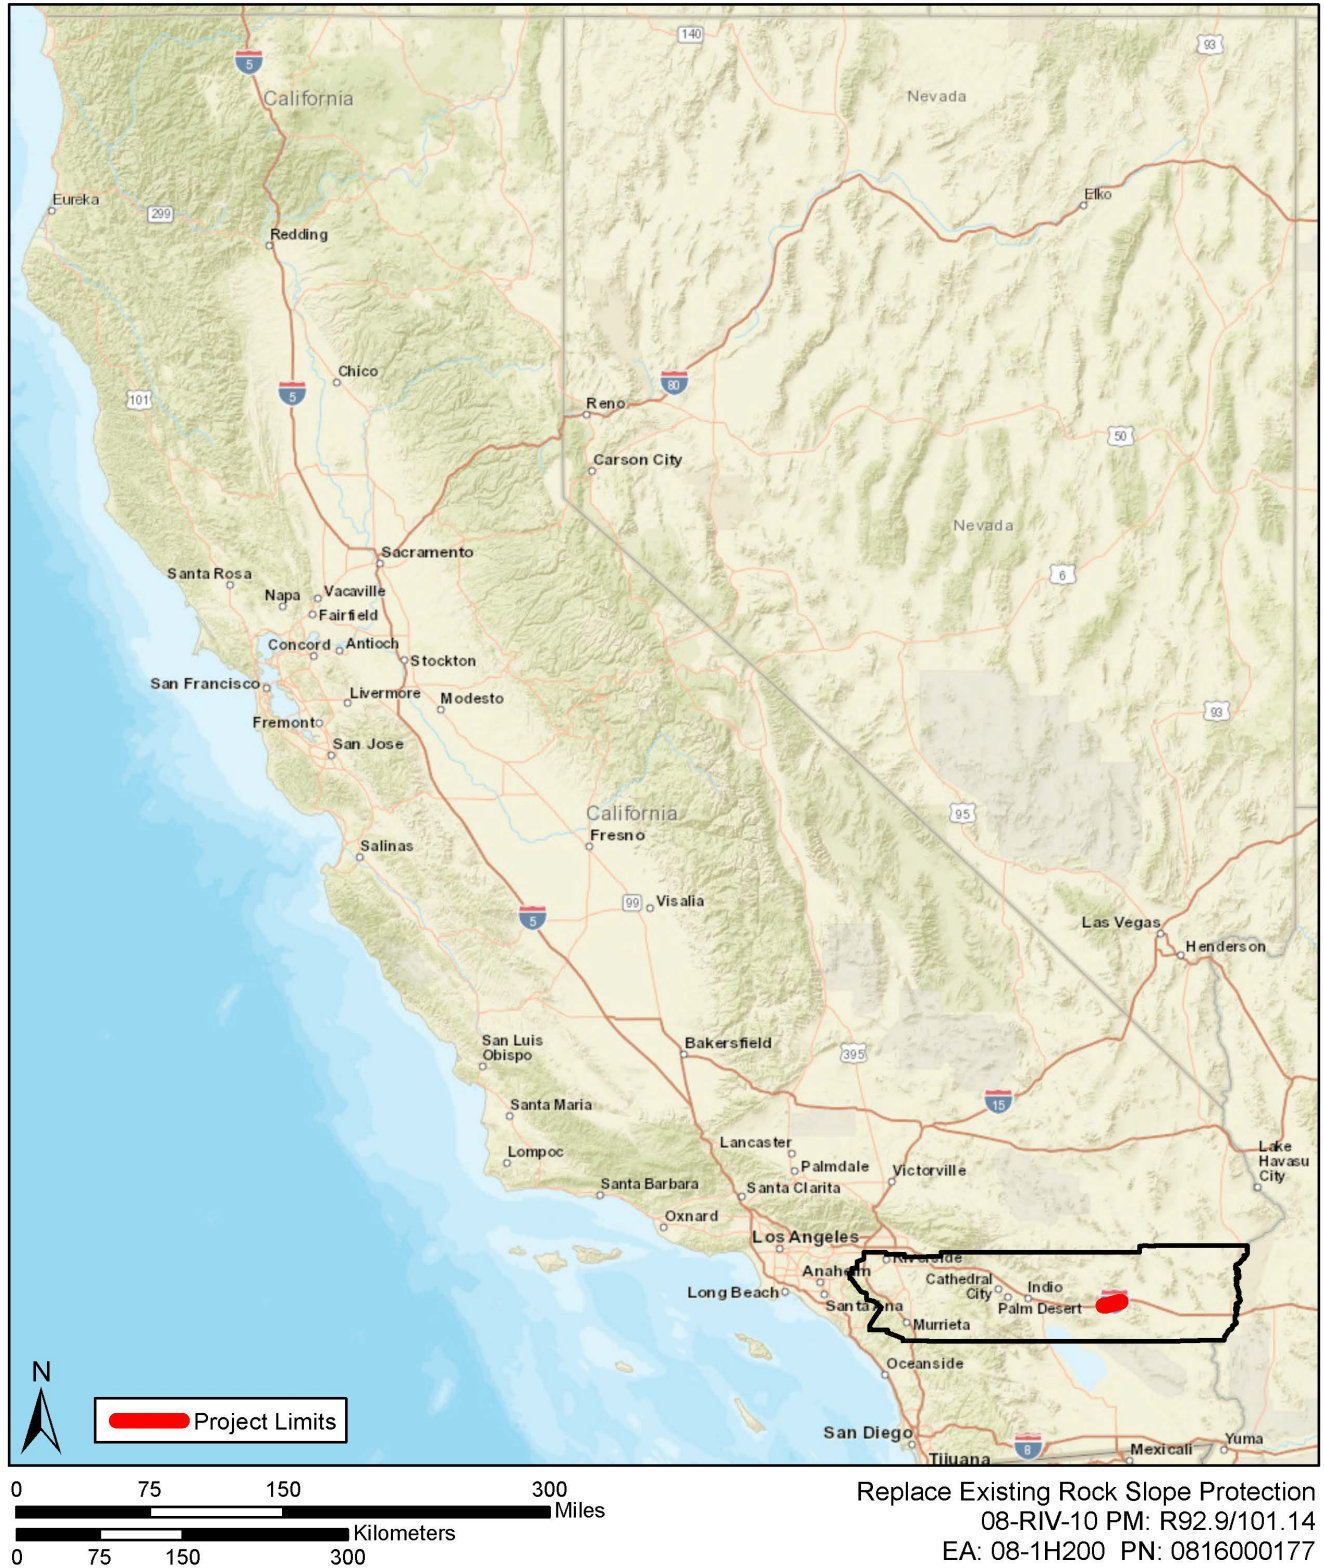 140
93
5
California
Nevada
Elko
Eureka
299
Redding
Chico
5
101
80
Reno
50
Carson City
Nevada
Sacramento
Santa Rosa
6
Napa
Vacaville
Fairfield
Concord
Antioch
Stockton
San Francisco
Livermore
Modesto
93
Fremont
San Jose
California
95
Fresno
Salinas
99
Visalia
5
Las Vegas
Henderson
San Luis
Obispo
Bakersfield
395
15
Santa Maria
Lancaster
Lake
Havasu
City
Lompoc
Palmdale
Victorville
Santa Barbara
Santa Clarita
Oxnard
Los Angeles
Riverside
Anaheim
Cathedral
City
Indio
Long Beach
Santa Ana
Palm Desert
Murrieta
Oceanside
N
Project Limits
San Diego
8
Yuma
Mexicali
Tijuana
0 75 150 300
Miles
Kilometers
0 75 150 300
Replace Existing Rock Slope Protection
08-RIV-10 PM: R92.9/101.14
EA: 08-1H200 PN: 0816000177